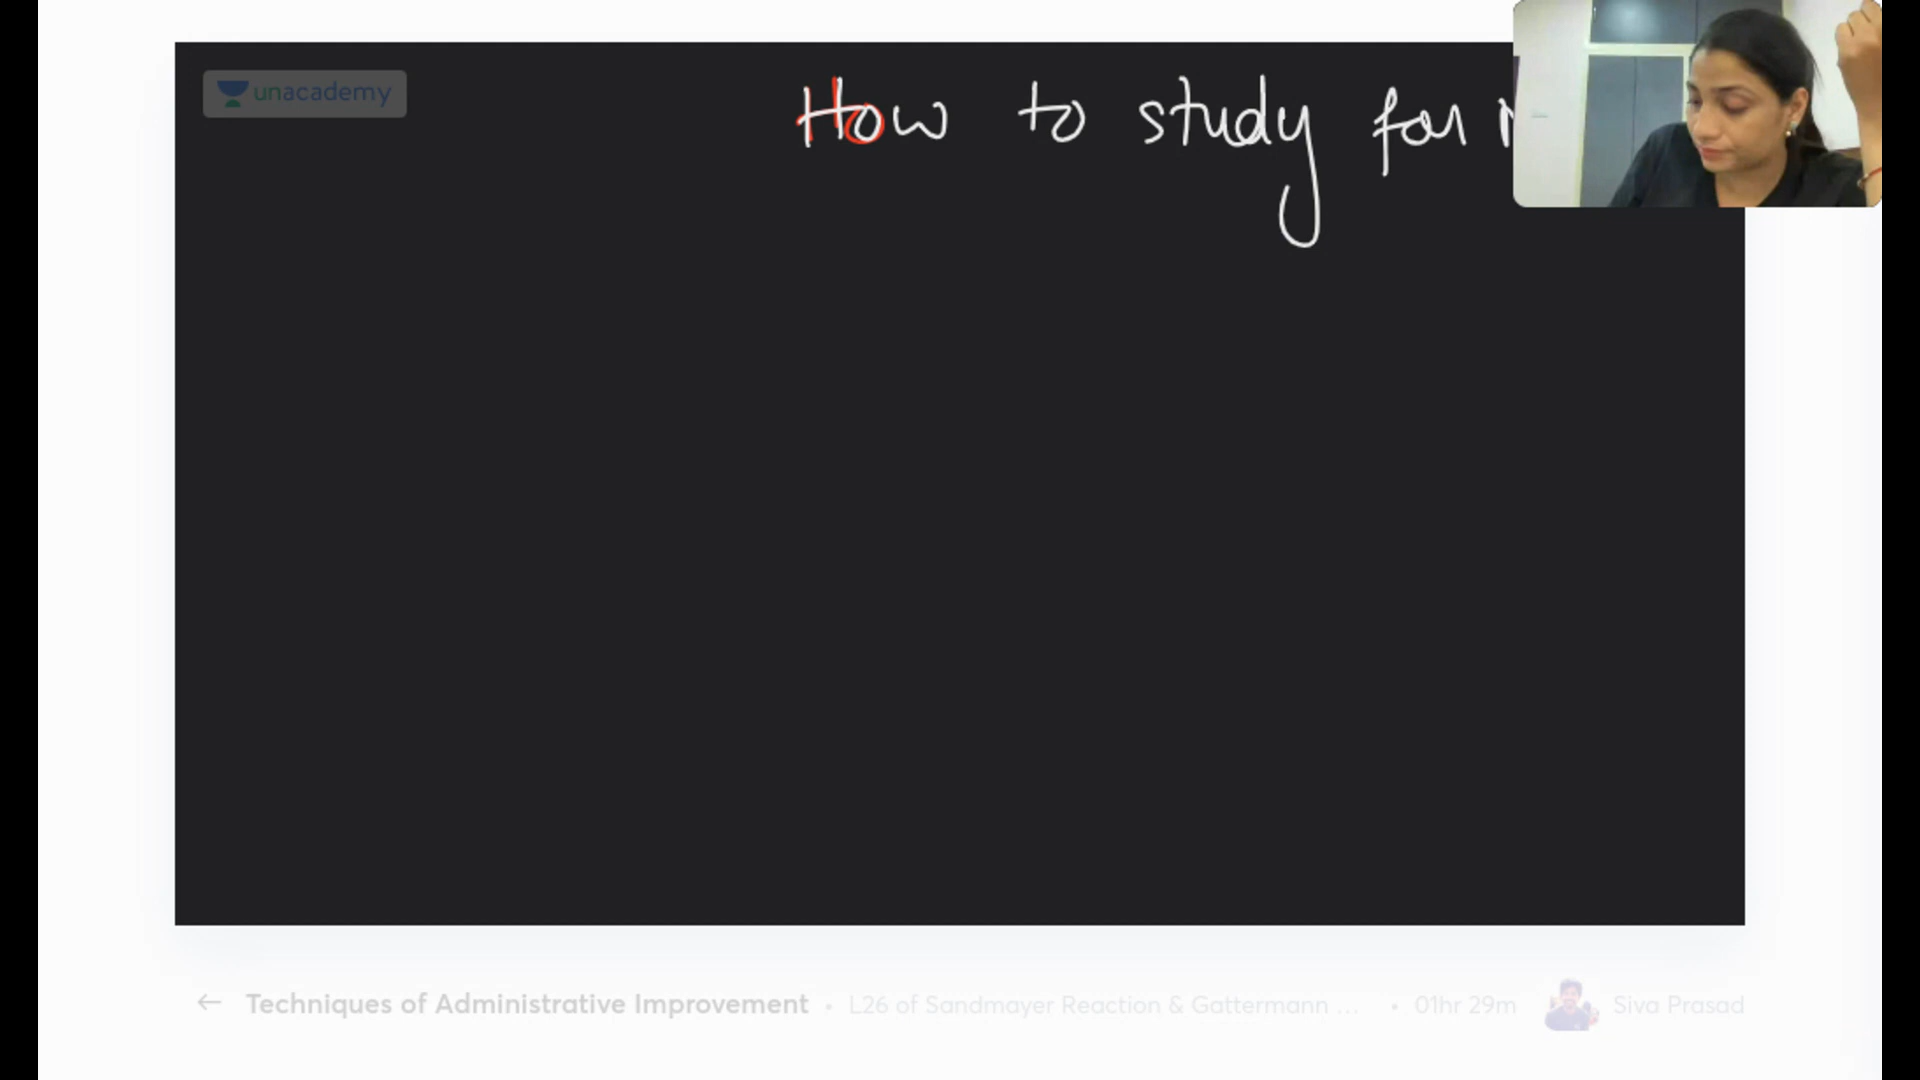 unacademy
How to study for
Techniques of Administrative Improvement • L26 of Sandmayer Reaction & Gattermann ... • 01hr 29m Siva Prasad